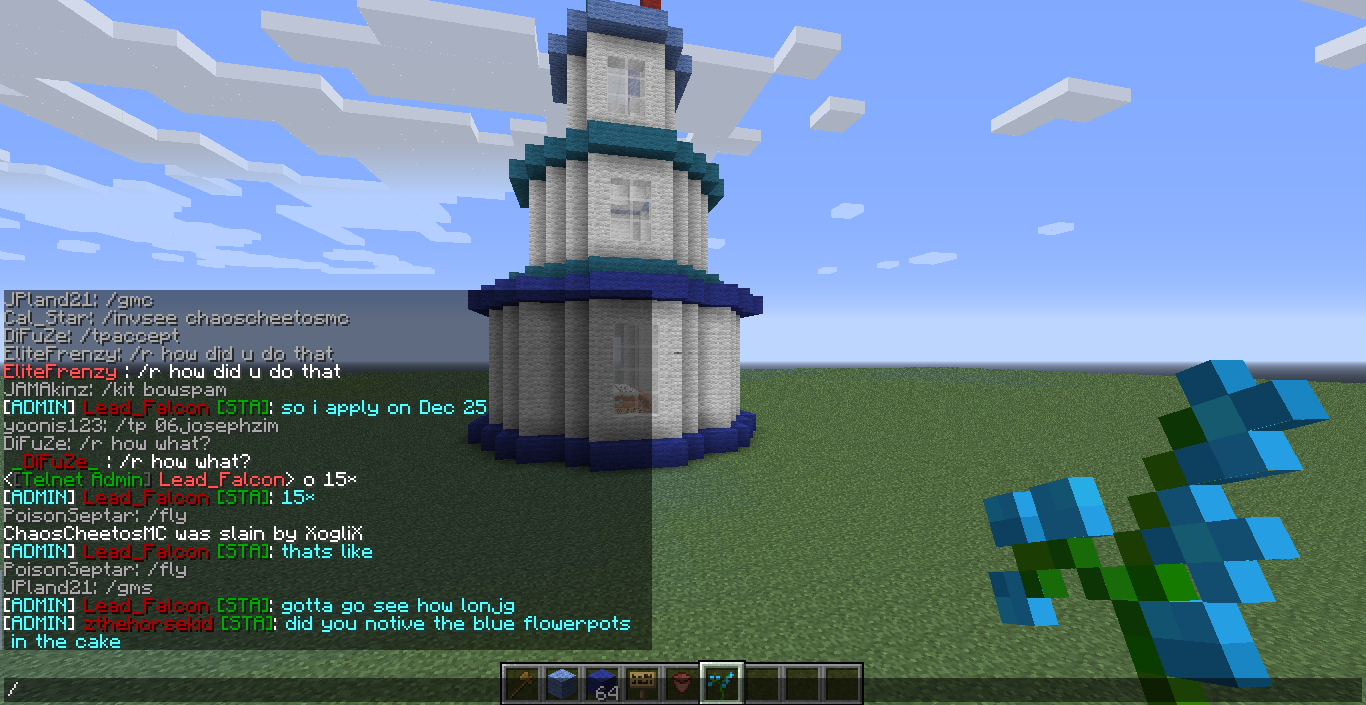 JPland21: /gmc
Cal_Star: /invsee chaoscheetosmc
DiFuZe: /tpaccept
EliteFrenzy: /r how did u do that
EliteFrenzy : /r how did u do that
JAMAkinz: /kit bowspam
[ADMIN] Lead_Falcon [STA]: so i apply on Dec 25
yoonis123: /tp 06josephzim
DiFuZe: /r how what?
_DiFuZe_ : /r how what?
<[Telnet Admin] Lead_Falcon> o 15*
[ADMIN] Lead_Falcon [STA]: 15*
PoisonSeptar: /fly
ChaosCheetosMC was slain by XogliX
[ADMIN] Lead_Falcon [STA]: thats like
PoisonSeptar: /fly
JPland21: /gms
[ADMIN] Lead_Falcon [STA]: gotta go see how lonjg
[ADMIN] zthehorsekid [STA]: did you notive the blue flowerpots
in the cake
64
/